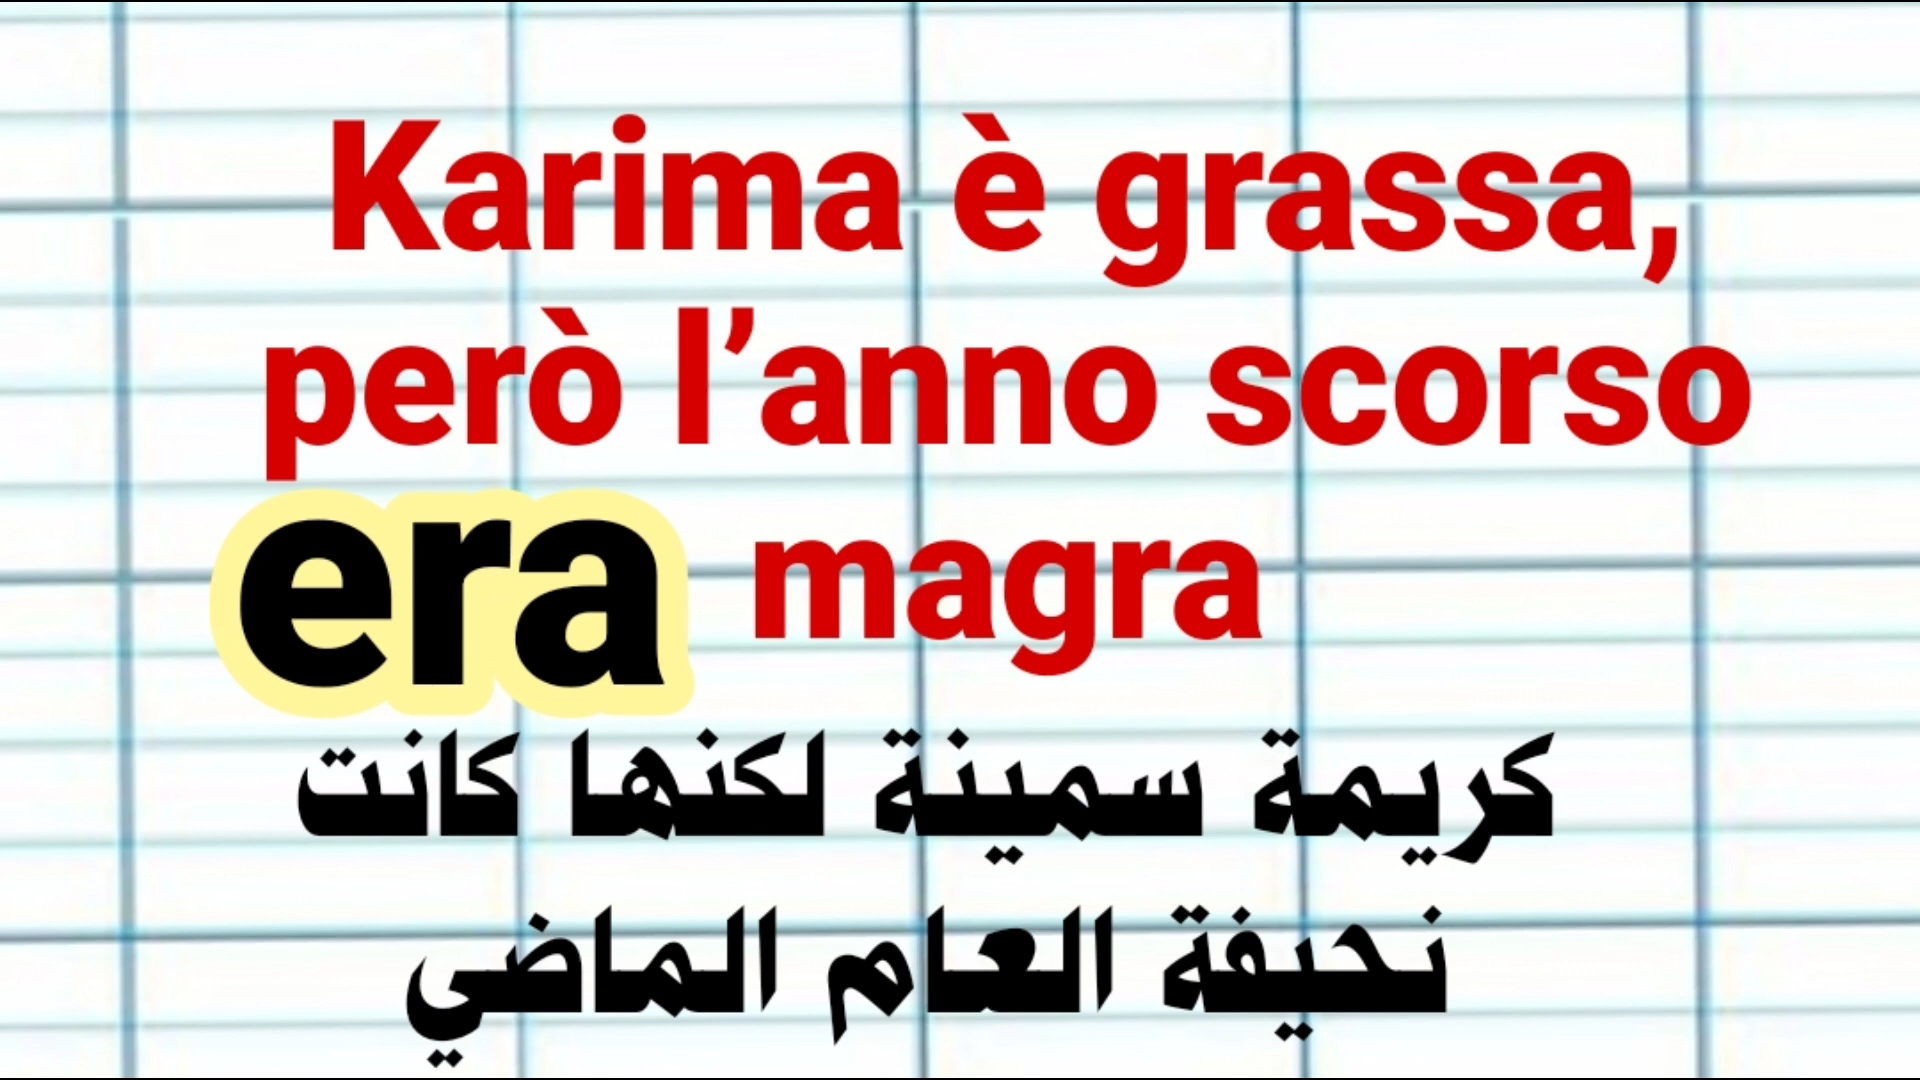 Karima è grassa,
però l’anno scorso
era magra
كريمة سمينة لكنها كانت
نحيفة العام الماضي